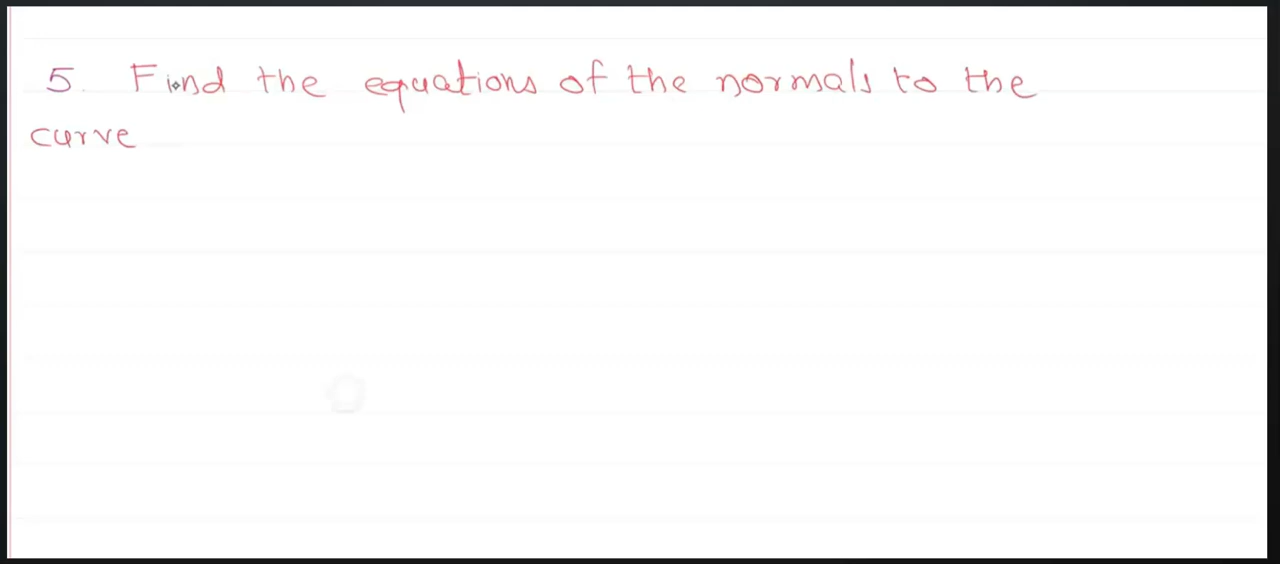 5. Find the equations of the normals to the
curve